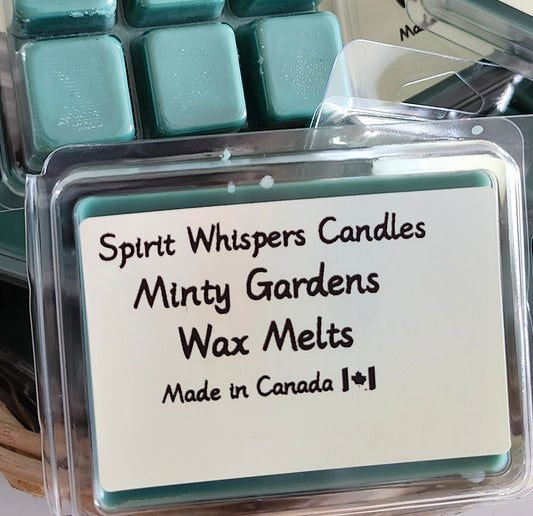 Spirit Whispers Candles
Minty Gardens
Wax Melts
Made in Canada